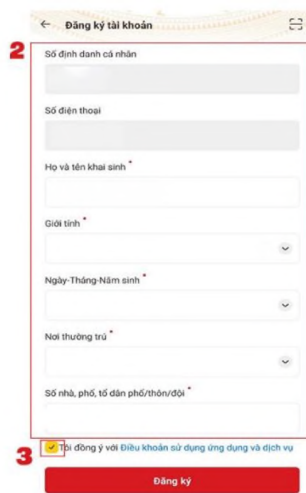 Đăng ký tài khoản
2
Số định danh cá nhân
Số điện thoại
Họ và tên khai sinh *
Giới tính *
Ngày-Tháng-Năm sinh *
Nơi thường trú *
Số nhà, phố, tổ dân phố/thôn/đội *
3
Tôi đồng ý với Điều khoản sử dụng ứng dụng và dịch vụ
Đăng ký